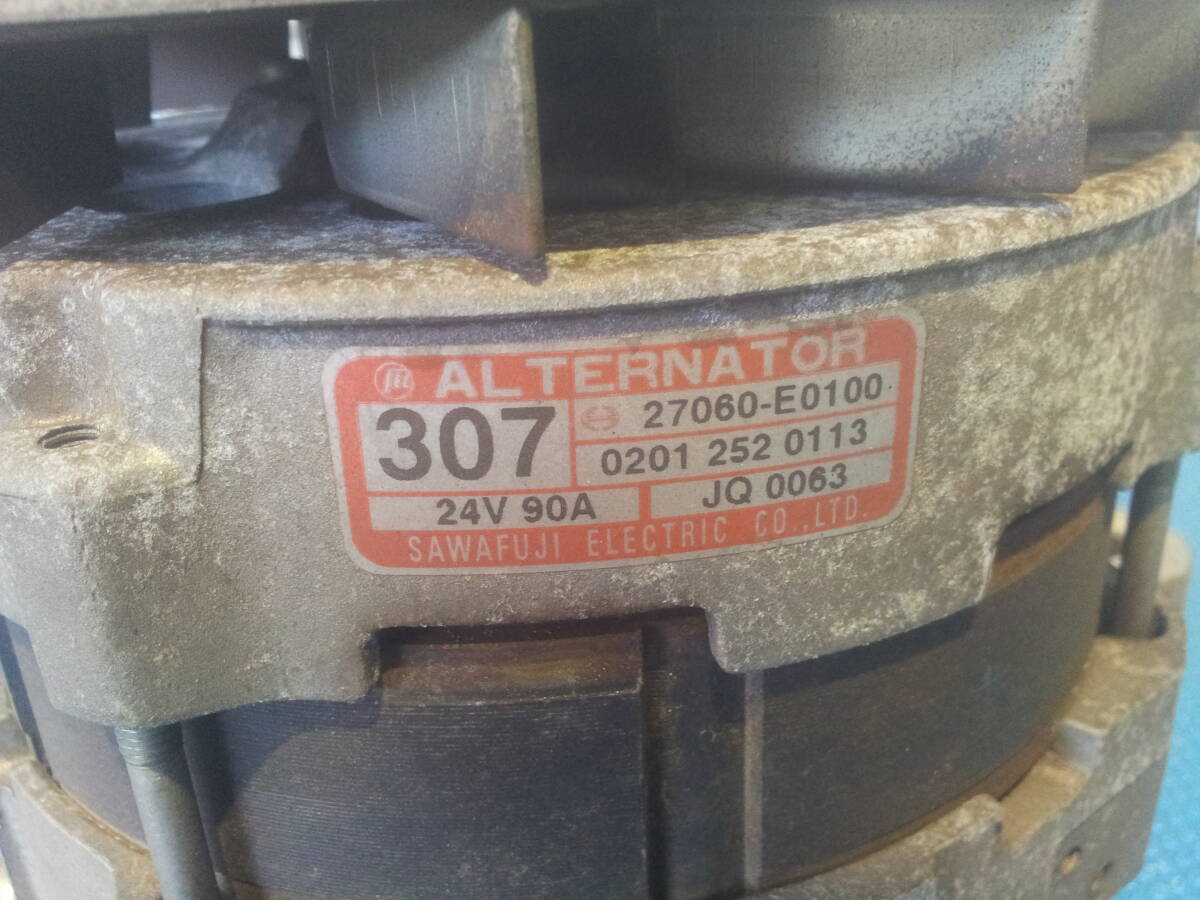 ALTERNATOR
307
27060-E0100
0201 252 0113
24V 90A
JQ 0063
SAWAFUJI ELECTRIC CO.,LTD.